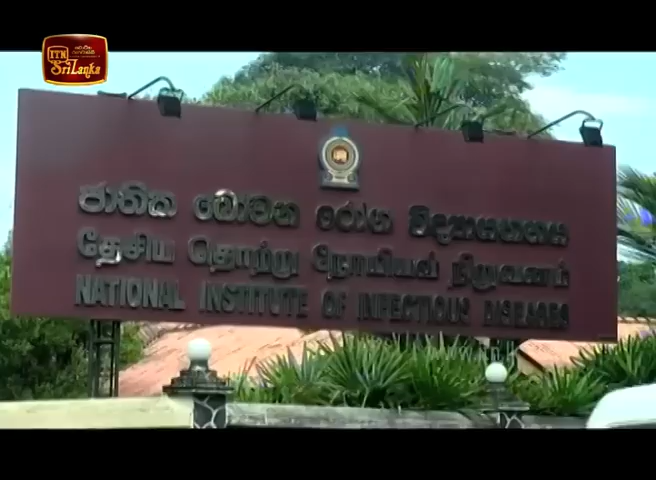 ITN
Sri Lanka
ජාතික බෝවන රෝග විද්‍යායතනය
தேசிய தொற்று நோயியல் நிறுவனம்
NATIONAL INSTITUTE OF INFECTIOUS DISEASES